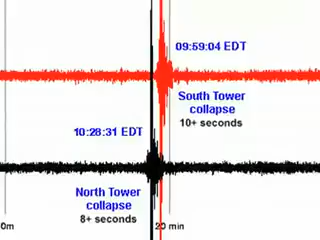 09:59:04 EDT
South Tower
collapse
10+ seconds
10:28:31 EDT
North Tower
collapse
8+ seconds
0m
20 min